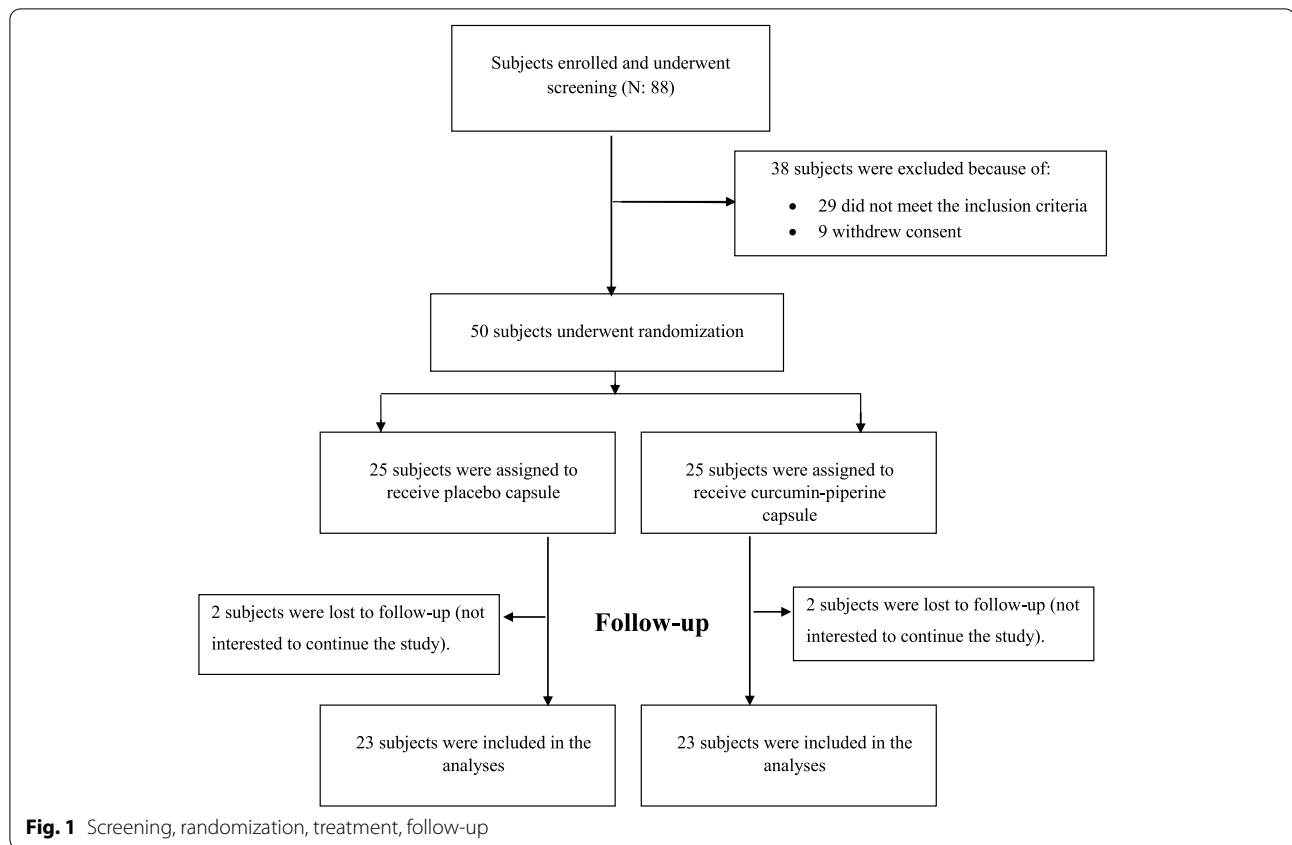 Subjects enrolled and underwent
screening (N: 88)
38 subjects were excluded because of:
• 29 did not meet the inclusion criteria
• 9 withdrew consent
50 subjects underwent randomization
25 subjects were assigned to
receive placebo capsule
25 subjects were assigned to
receive curcumin-piperine
capsule
2 subjects were lost to follow-up (not
interested to continue the study).
Follow-up
2 subjects were lost to follow-up (not
interested to continue the study).
23 subjects were included in the
analyses
23 subjects were included in the
analyses
Fig. 1 Screening, randomization, treatment, follow-up